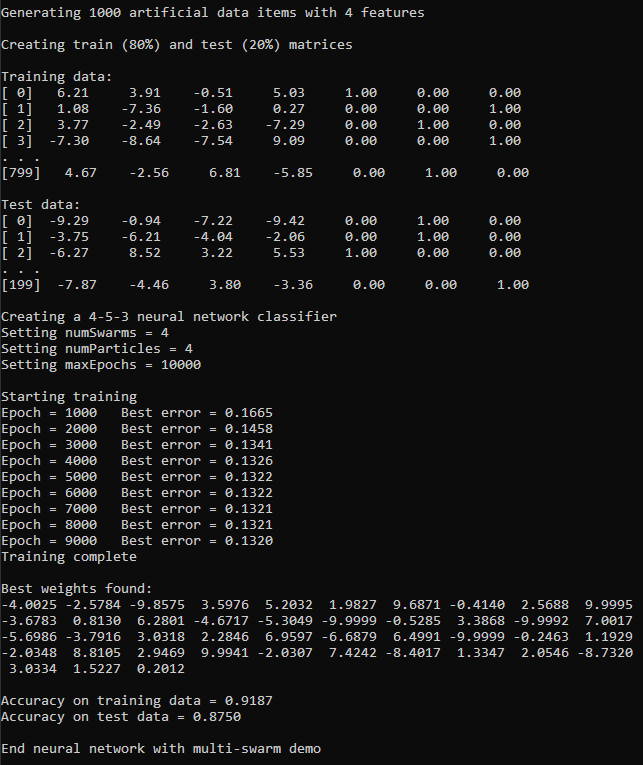 Generating 1000 artificial data items with 4 features
Creating train (80%) and test (20%) matrices
Training data:
[ 0] 6.21 3.91 -0.51 5.03 1.00 0.00 0.00
[ 1] 1.08 -7.36 -1.60 0.27 0.00 0.00 1.00
[ 2] 3.77 -2.49 -2.63 -7.29 0.00 1.00 0.00
[ 3] -7.30 -8.64 -7.54 9.09 0.00 0.00 1.00
. . .
[799] 4.67 -2.56 6.81 -5.85 0.00 1.00 0.00
Test data:
[ 0] -9.29 -0.94 -7.22 -9.42 0.00 1.00 0.00
[ 1] -3.75 -6.21 -4.04 -2.06 0.00 1.00 0.00
[ 2] -6.27 8.52 3.22 5.53 1.00 0.00 0.00
. . .
[199] -7.87 -4.46 3.80 -3.36 0.00 0.00 1.00
Creating a 4-5-3 neural network classifier
Setting numSwarms = 4
Setting numParticles = 4
Setting maxEpochs = 10000
Starting training
Epoch = 1000 Best error = 0.1665
Epoch = 2000 Best error = 0.1458
Epoch = 3000 Best error = 0.1341
Epoch = 4000 Best error = 0.1326
Epoch = 5000 Best error = 0.1322
Epoch = 6000 Best error = 0.1322
Epoch = 7000 Best error = 0.1321
Epoch = 8000 Best error = 0.1321
Epoch = 9000 Best error = 0.1320
Training complete
Best weights found:
-4.0025 -2.5784 -9.8575 3.5976 5.2032 1.9827 9.6871 -0.4140 2.5688 9.9995
-3.6783 0.8130 6.2801 -4.6717 -5.3049 -9.9999 -0.5285 3.3868 -9.9992 7.0017
-5.6986 -3.7916 3.0318 2.2846 6.9597 -6.6879 6.4991 -9.9999 -0.2463 1.1929
-2.0348 8.8105 2.9469 9.9941 -2.0307 7.4242 -8.4017 1.3347 2.0546 -8.7320
3.0334 1.5227 0.2012
Accuracy on training data = 0.9187
Accuracy on test data = 0.8750
End neural network with multi-swarm demo